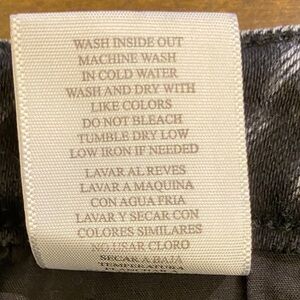 WASH INSIDE OUT
MACHINE WASH
IN COLD WATER
WASH AND DRY WITH
LIKE COLORS
DO NOT BLEACH
TUMBLE DRY LOW
LOW IRON IF NEEDED
LAVAR AL REVES
LAVAR A MAQUINA
CON AGUA FRIA
LAVAR Y SECAR CON
COLORES SIMILARES
NO USAR CLORO
SECAR A BAJA
TEMPERATURA